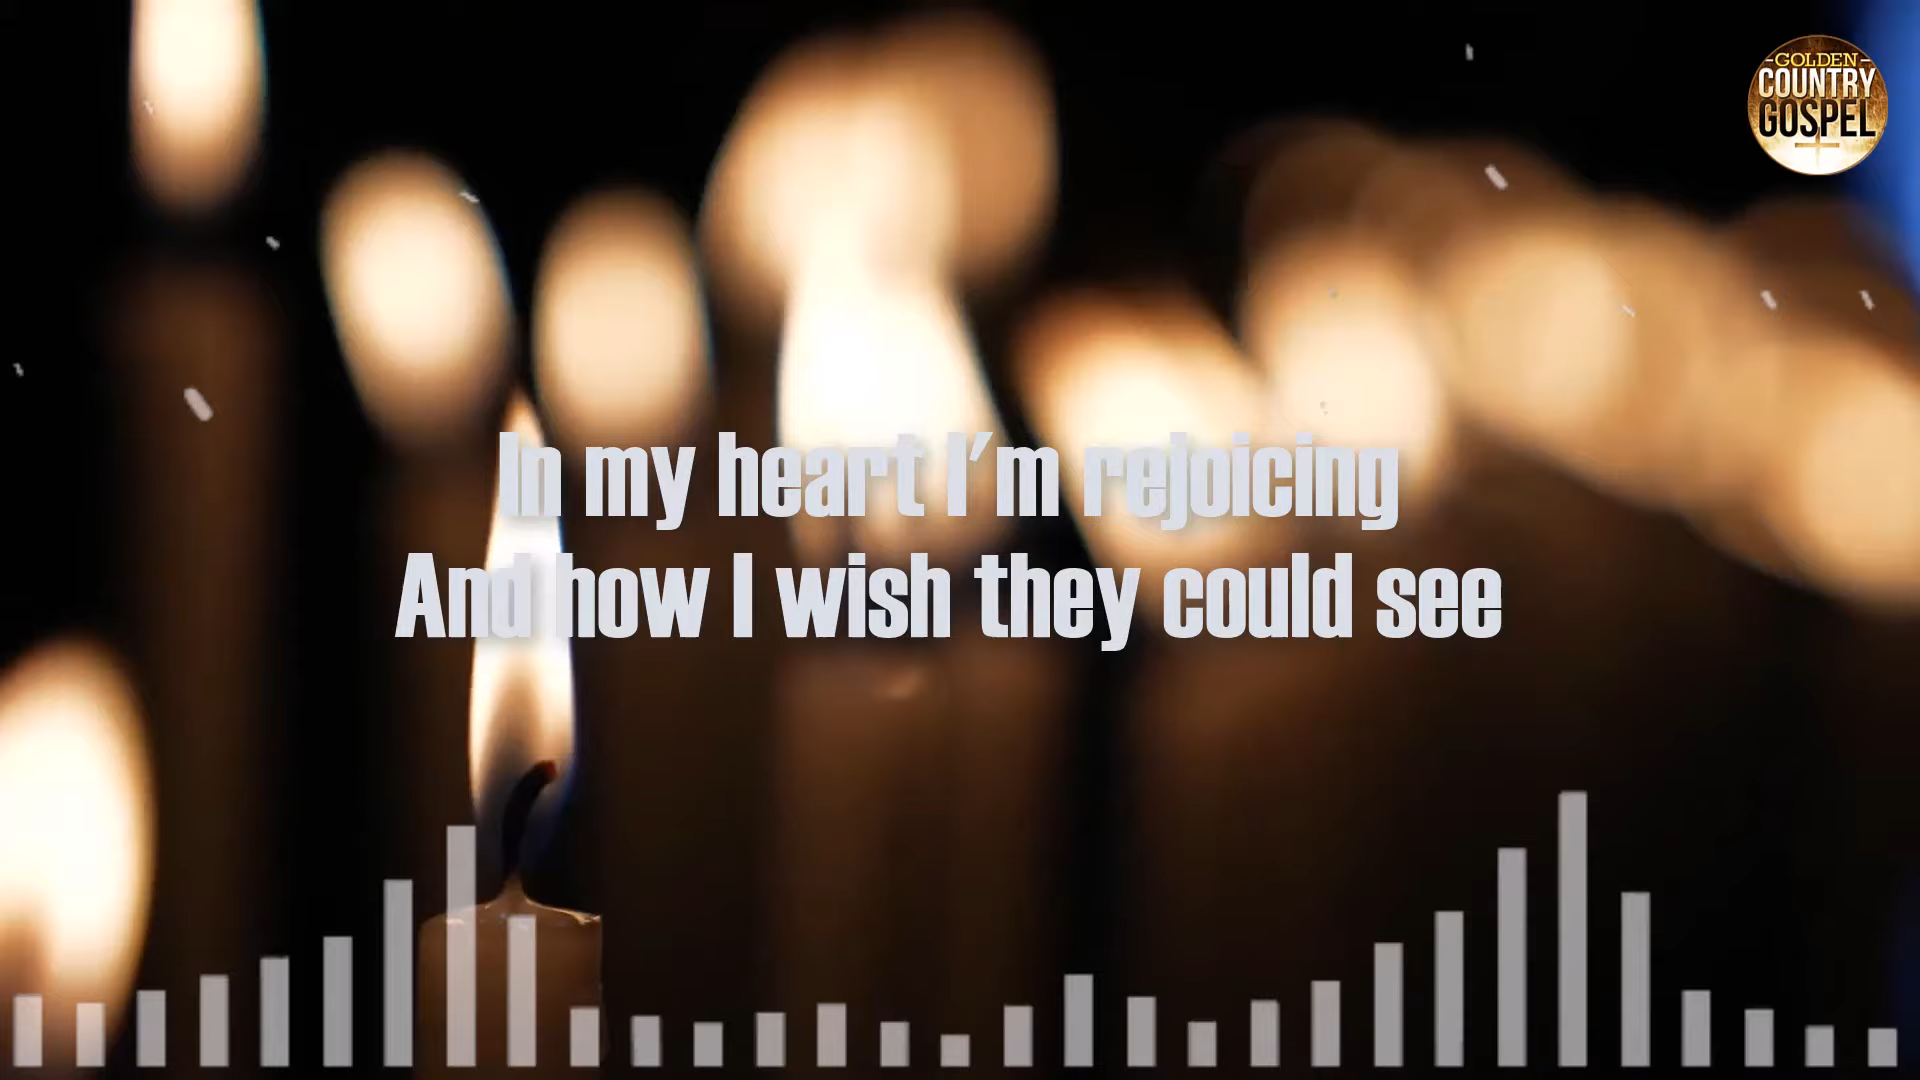 GOLDEN
COUNTRY
GOSPEL
In my heart I'm rejoicing
And how I wish they could see